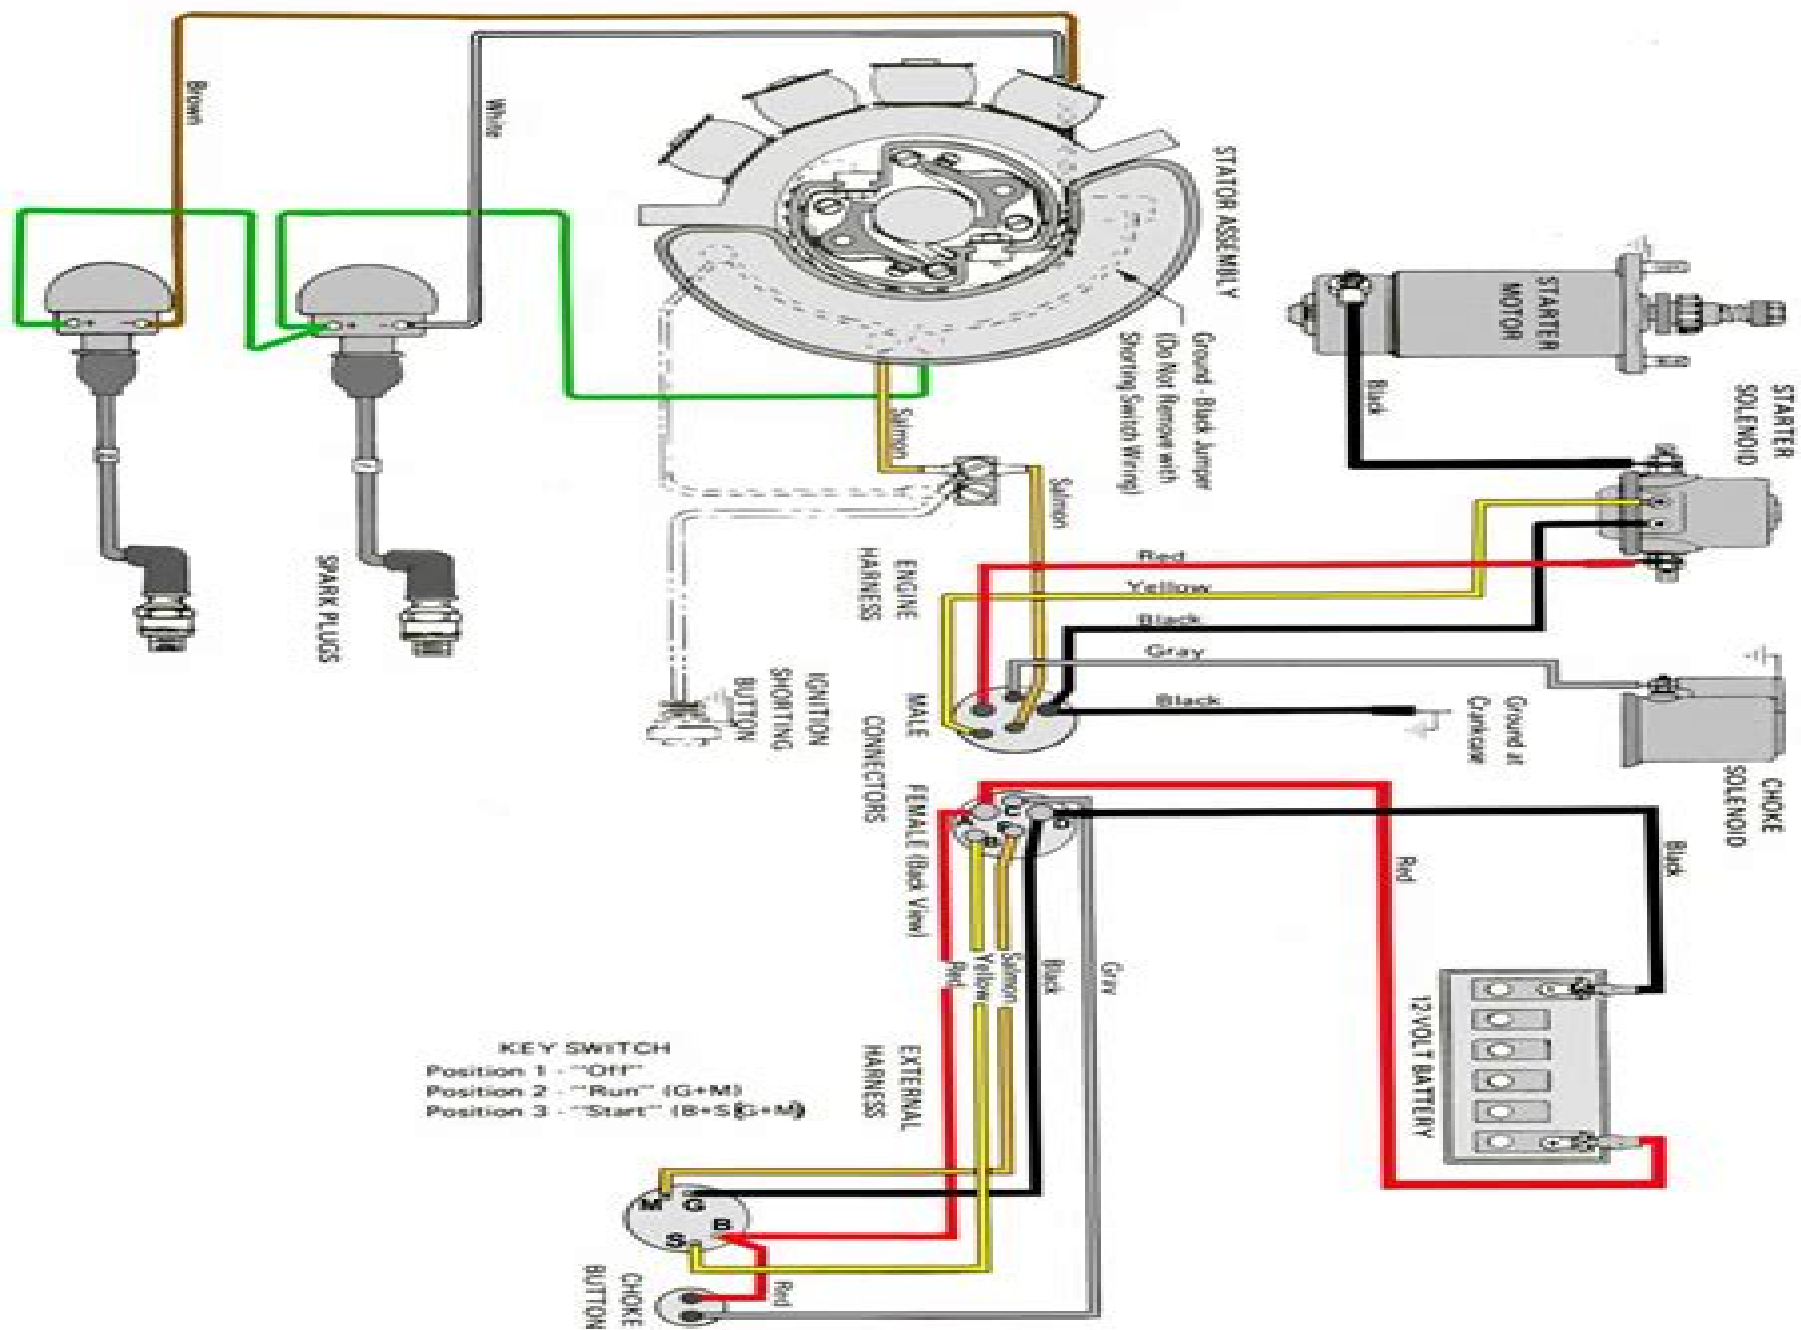 Brown
White
STATOR ASSEMBLY
Ground - Black Jumper
(Do Not Remove with
Shorting Switch Wiring)
STARTER
MOTOR
Black
STARTER
SOLENOID
Salmon
Salmon
Red
Yellow
Black
Gray
Black
Ground at
Crankcase
CHOKE
SOLENOID
ENGINE
HARNESS
SPARK PLUGS
IGNITION
SHORTING
BUTTON
MALE
CONNECTORS
FEMALE (Back View)
B
Red
Black
12 VOLT BATTERY
Red
Yellow
Salmon
Black
Gray
EXTERNAL
HARNESS
KEY SWITCH
Position 1 - "Off"
Position 2 - "Run" (G+M)
Position 3 - "Start" (B+S)(G+M)
M G
B
S
Red
CHOKE
BUTTON